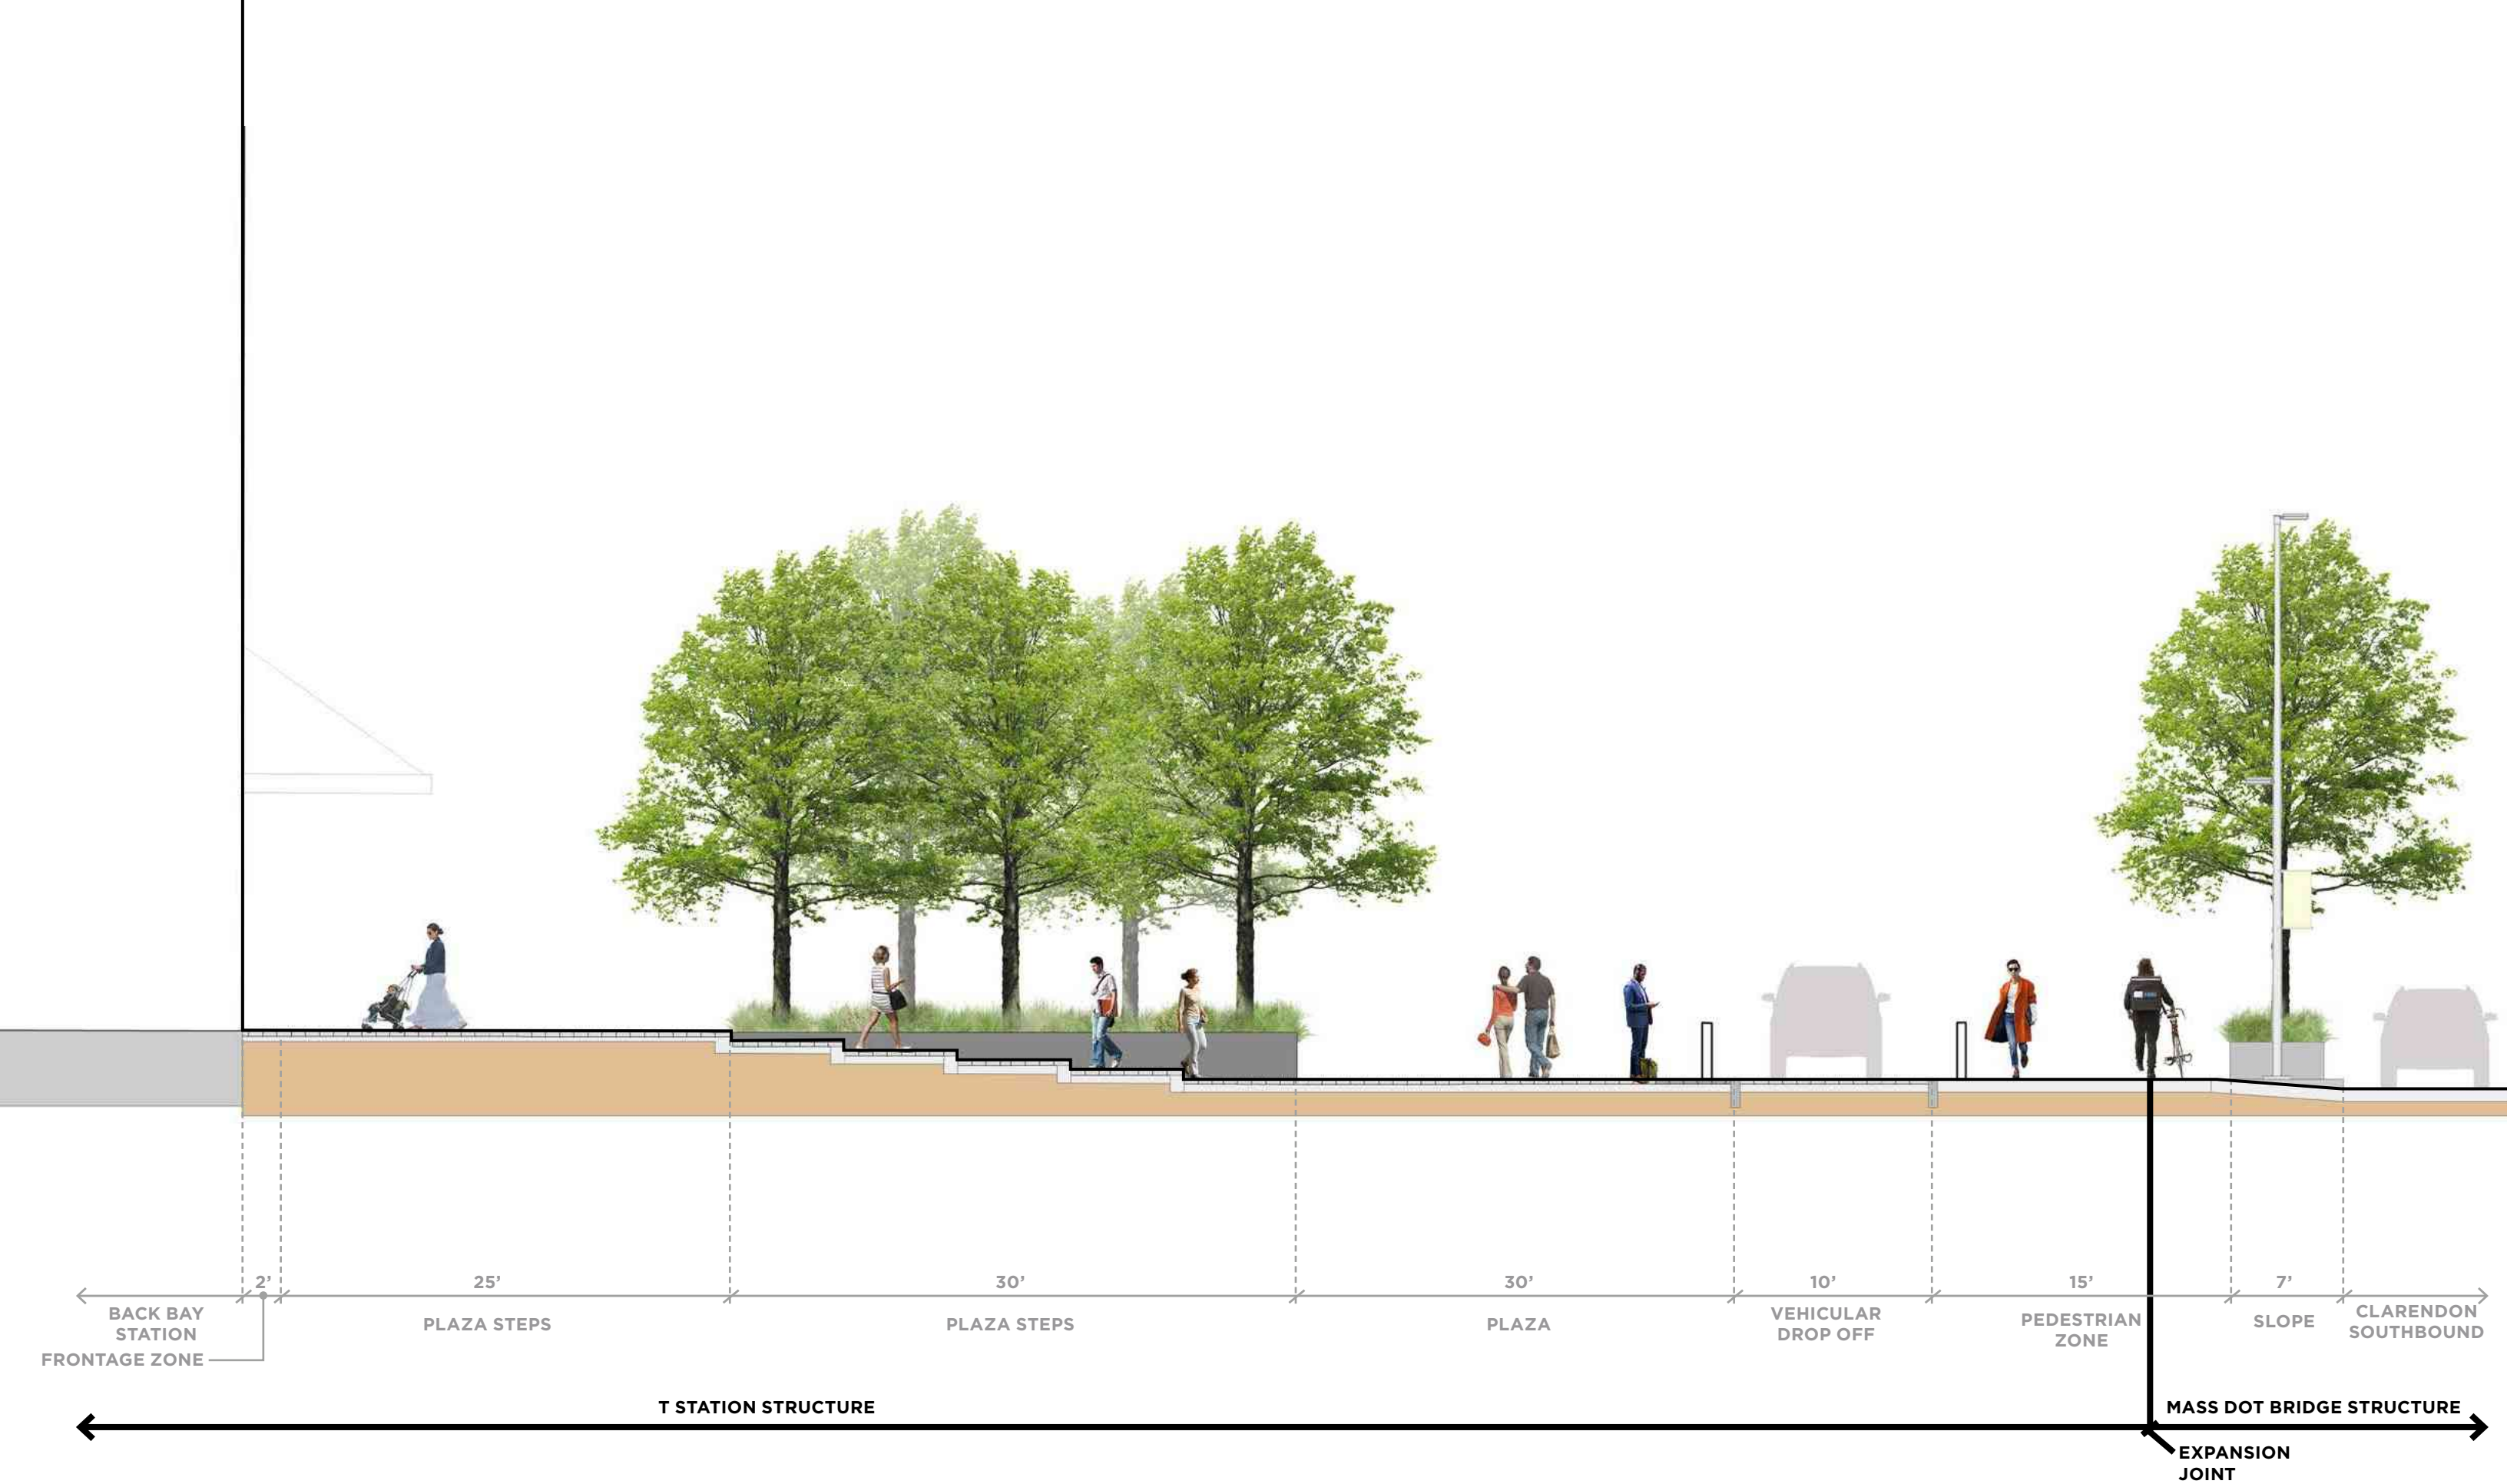 2’
25’
30’
30’
10’
15’
7’
BACK BAY
STATION
FRONTAGE ZONE
PLAZA STEPS
PLAZA STEPS
PLAZA
VEHICULAR
DROP OFF
PEDESTRIAN
ZONE
SLOPE
CLARENDON
SOUTHBOUND
T STATION STRUCTURE
MASS DOT BRIDGE STRUCTURE
EXPANSION
JOINT